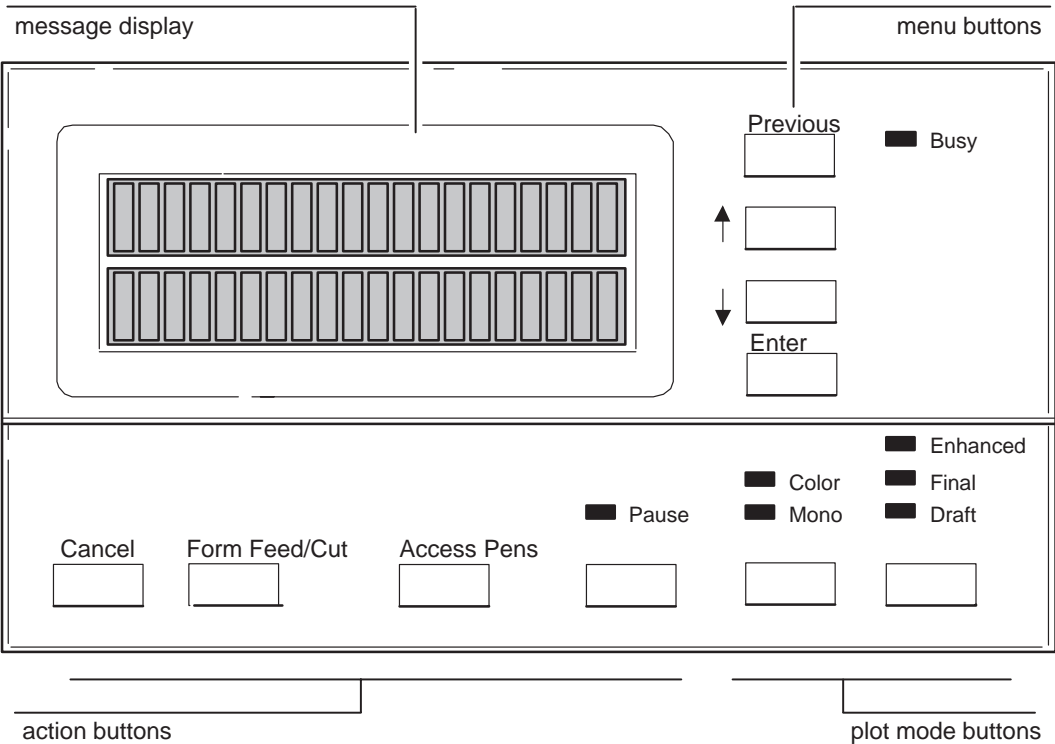 message display
menu buttons
Previous
Busy
Enter
Enhanced
Color
Final
Pause
Mono
Draft
Cancel
Form Feed/Cut
Access Pens
action buttons
plot mode buttons